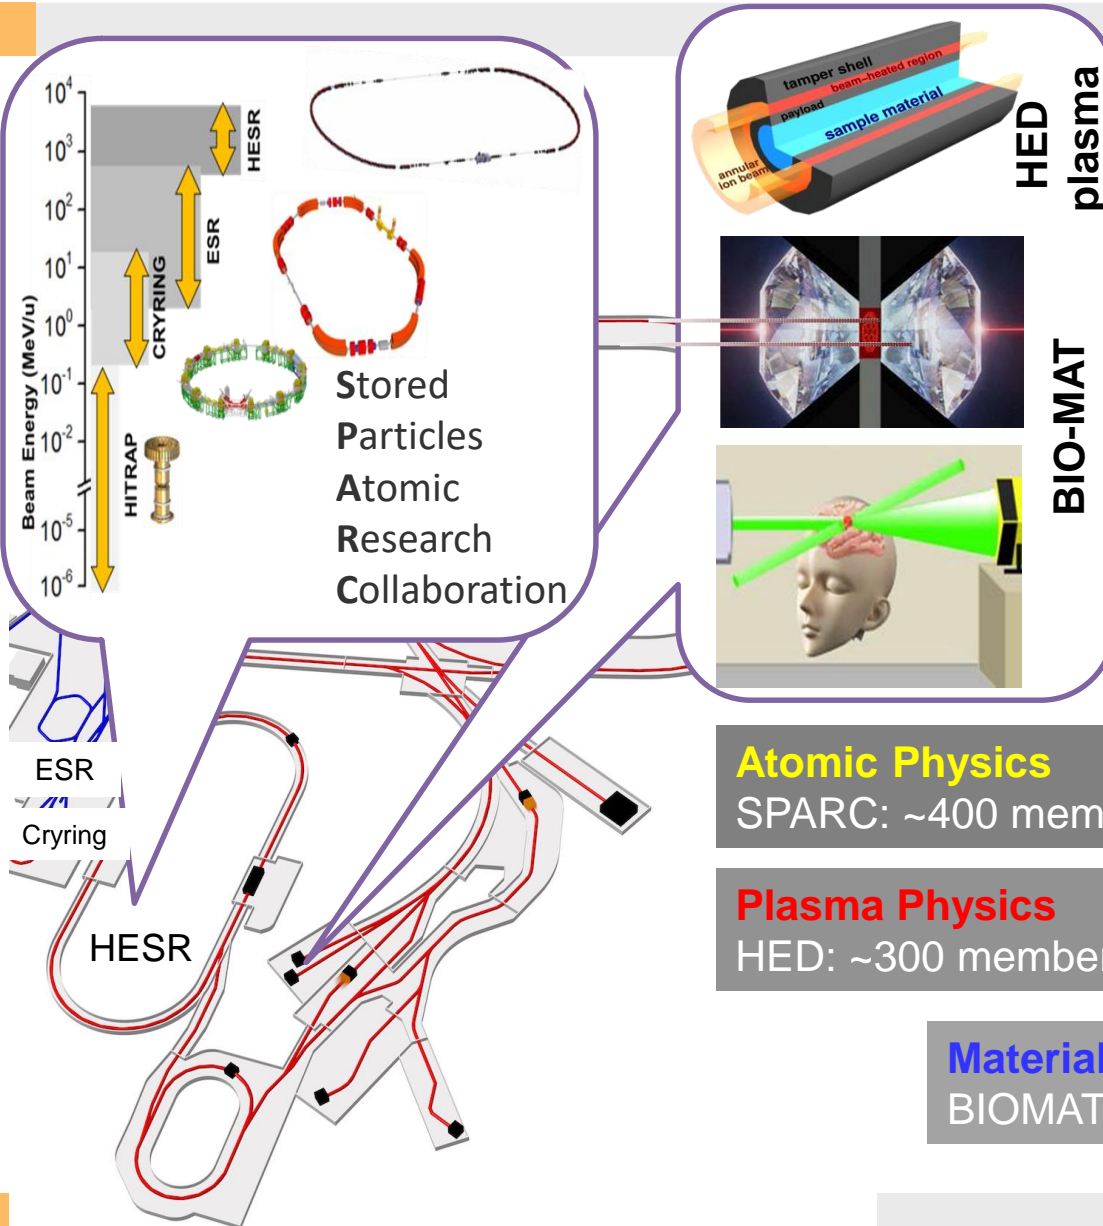 10⁴
10³
10²
10¹
10⁰
10⁻¹
10⁻²
10⁻⁵
10⁻⁶
Beam Energy (MeV/u)
HESR
ESR
CRYRING
HITRAP
Stored
Particles
Atomic
Research
Collaboration
tamper shell
beam-heated region
payload
sample material
annular
ion beam
HED
plasma
BIO-MAT
ESR
Cryring
HESR
Atomic Physics
SPARC: ~400 mem
Plasma Physics
HED: ~300 member
Material
BIOMAT